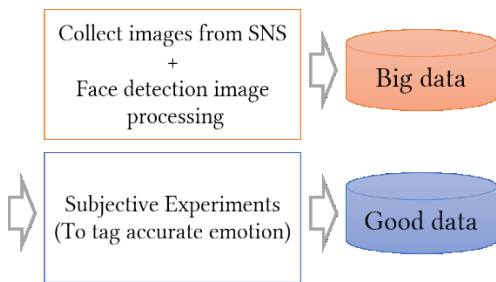 Collect images from SNS
+
Face detection image
processing
Big data
Subjective Experiments
(To tag accurate emotion)
Good data